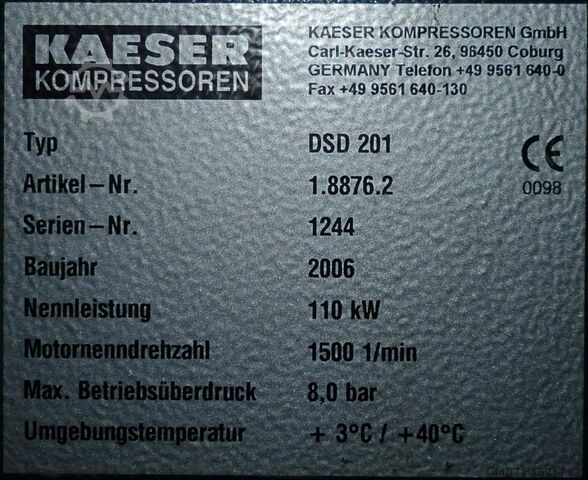 KAESER
KOMPRESSOREN
KAESER KOMPRESSOREN GmbH
Carl-Kaeser-Str. 26, 96450 Coburg
GERMANY Telefon +49 9561 640-0
Fax +49 9561 640-130
Typ DSD 201
Artikel–Nr. 1.8876.2
Serien–Nr. 1244
Baujahr 2006
Nennleistung 110 kW
Motornenndrehzahl 1500 1/min
Max. Betriebsüberdruck 8,0 bar
Umgebungstemperatur + 3°C / +40°C
CE
0098